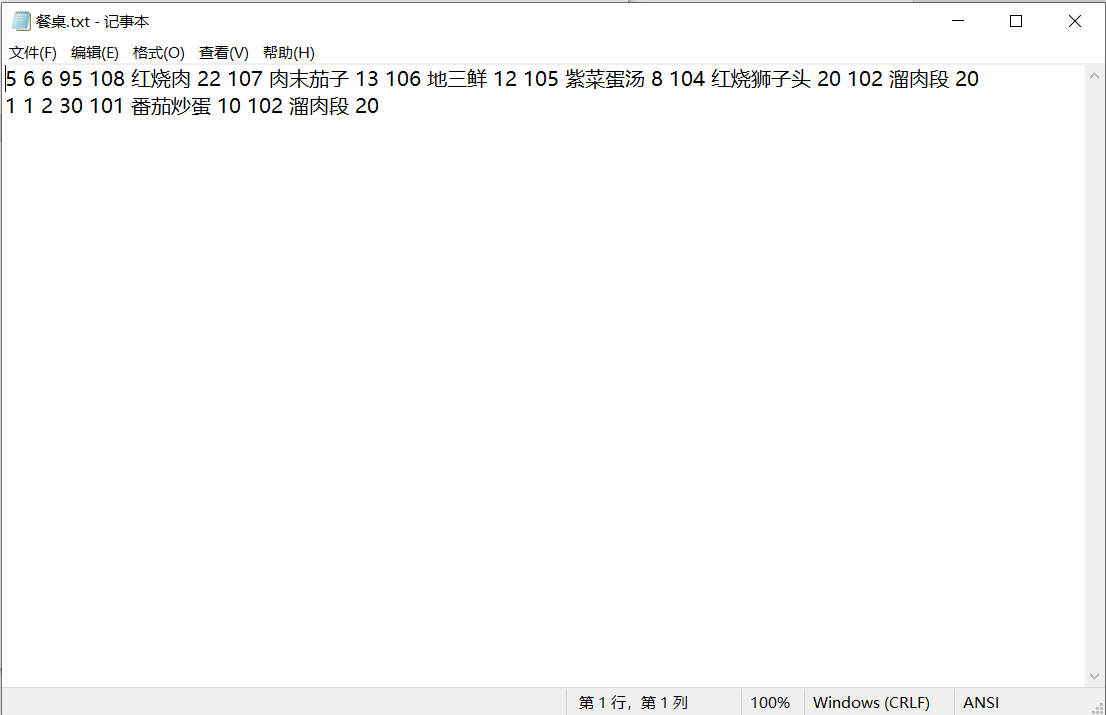 餐桌.txt - 记事本
文件(F) 编辑(E) 格式(O) 查看(V) 帮助(H)
5 6 6 95 108 红烧肉 22 107 肉末茄子 13 106 地三鲜 12 105 紫菜蛋汤 8 104 红烧狮子头 20 102 溜肉段 20
1 1 2 30 101 番茄炒蛋 10 102 溜肉段 20
第 1 行，第 1 列 100% Windows (CRLF) ANSI